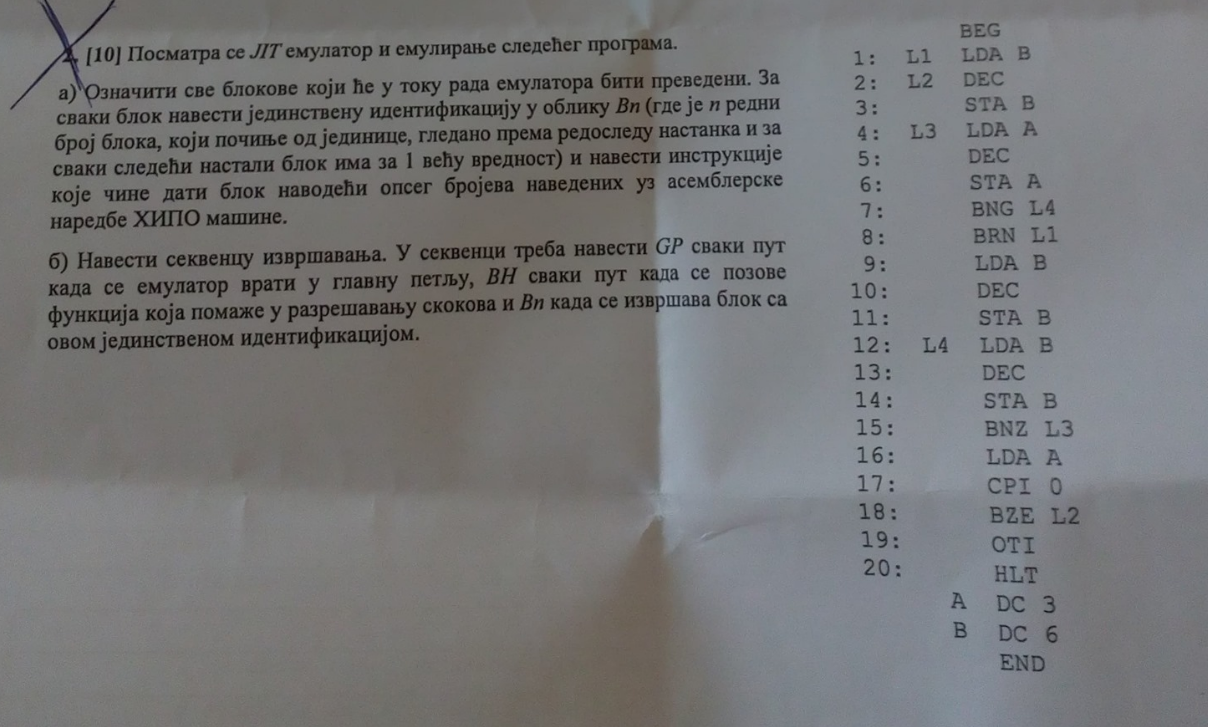 2. [10] Посматра се JIT емулатор и емулирање следећег програма.
а) Означити све блокове који ће у току рада емулатора бити преведени. За
сваки блок навести јединствену идентификацију у облику Bn (где је n редни
број блока, који почиње од јединице, гледано према редоследу настанка и за
сваки следећи настали блок има за 1 већу вредност) и навести инструкције
које чине дати блок наводећи опсег бројева наведених уз асемблерске
наредбе ХИПО машине.
б) Навести секвенцу извршавања. У секвенци треба навести GP сваки пут
када се емулатор врати у главну петљу, BH сваки пут када се позове
функција која помаже у разрешавању скокова и Bn када се извршава блок са
овом јединственом идентификацијом.
BEG
1: L1 LDA B
2: L2 DEC
3: STA B
4: L3 LDA A
5: DEC
6: STA A
7: BNG L4
8: BRN L1
9: LDA B
10: DEC
11: STA B
12: L4 LDA B
13: DEC
14: STA B
15: BNZ L3
16: LDA A
17: CPI 0
18: BZE L2
19: OTI
20: HLT
A DC 3
B DC 6
END